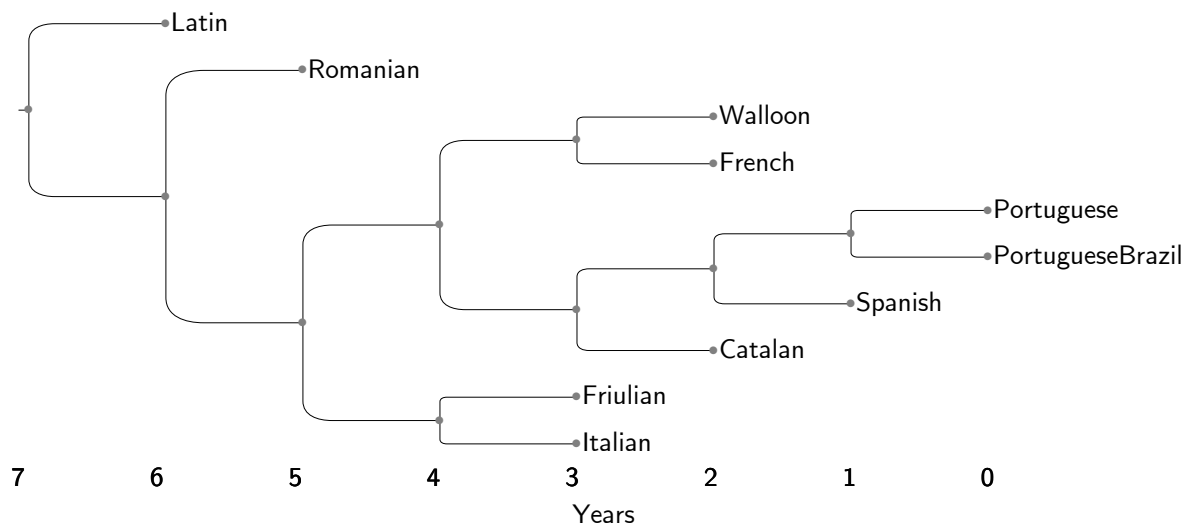 Latin
Romanian
Walloon
French
Portuguese
PortugueseBrazil
Spanish
Catalan
Friulian
Italian
7 6 5 4 3 2 1 0
Years